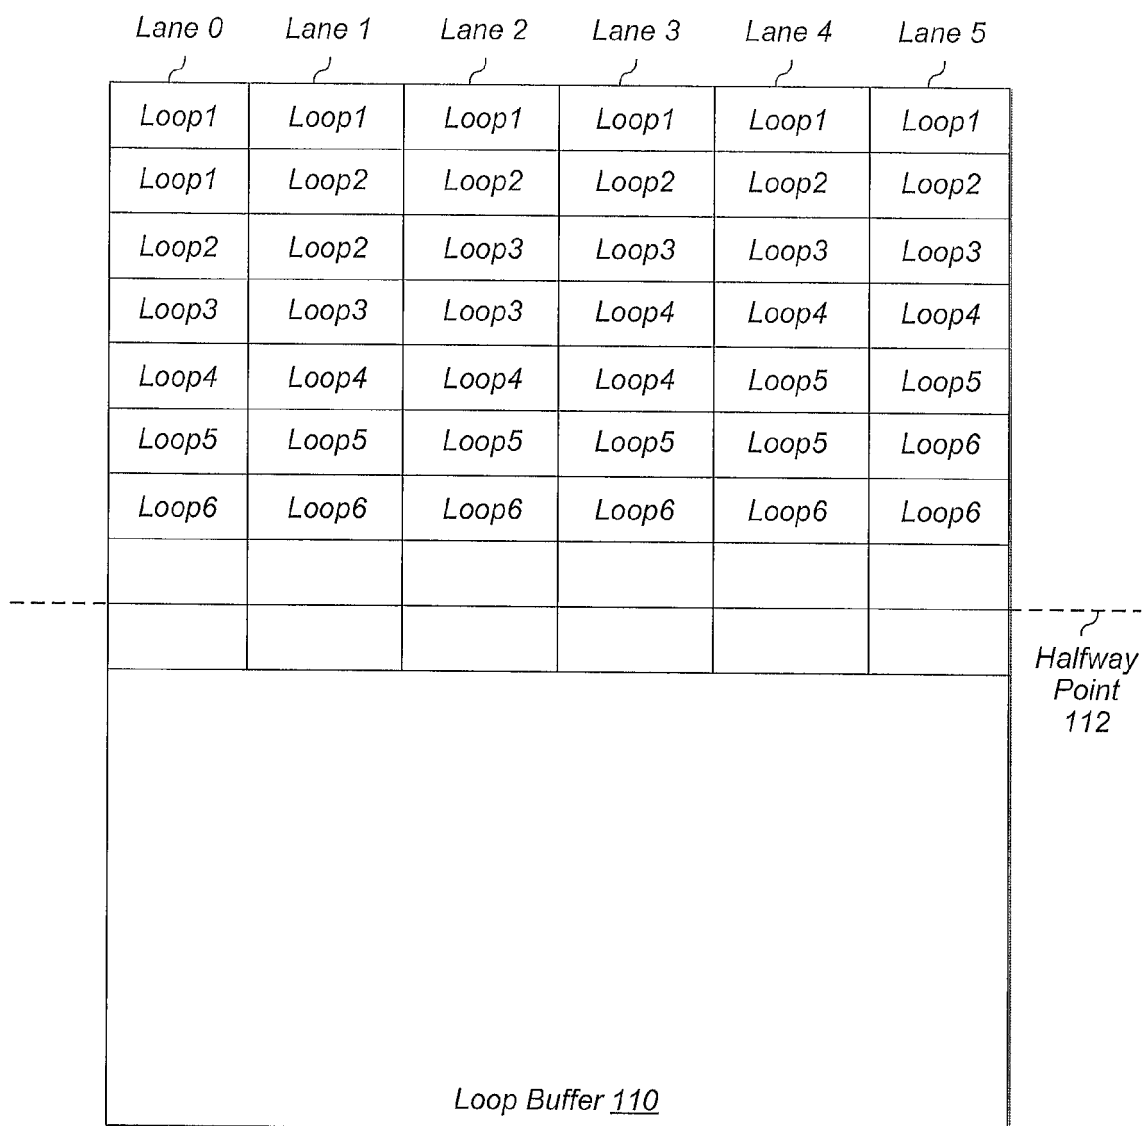 Lane 0 Lane 1 Lane 2 Lane 3 Lane 4 Lane 5
Loop1 Loop1 Loop1 Loop1 Loop1 Loop1
Loop1 Loop2 Loop2 Loop2 Loop2 Loop2
Loop2 Loop2 Loop3 Loop3 Loop3 Loop3
Loop3 Loop3 Loop3 Loop4 Loop4 Loop4
Loop4 Loop4 Loop4 Loop4 Loop5 Loop5
Loop5 Loop5 Loop5 Loop5 Loop5 Loop6
Loop6 Loop6 Loop6 Loop6 Loop6 Loop6
Halfway
Point
112
Loop Buffer 110